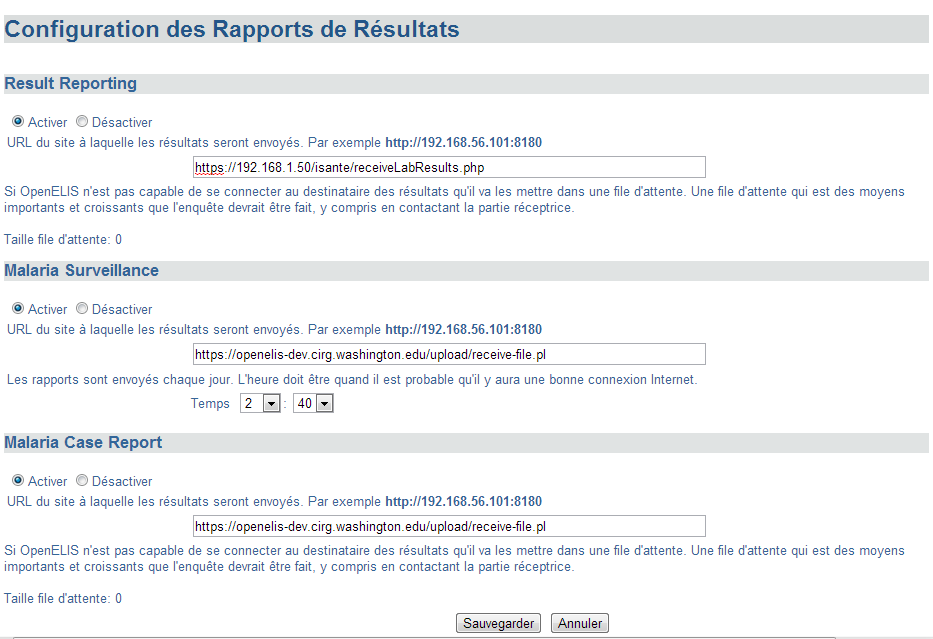 Configuration des Rapports de Résultats
Result Reporting
Activer Désactiver
URL du site à laquelle les résultats seront envoyés. Par exemple http://192.168.56.101:8180
https://192.168.1.50/isante/receiveLabResults.php
Si OpenELIS n'est pas capable de se connecter au destinataire des résultats qu'il va les mettre dans une file d'attente. Une file d'attente qui est des moyens
importants et croissants que l'enquête devrait être fait, y compris en contactant la partie réceptrice.
Taille file d'attente: 0
Malaria Surveillance
Activer Désactiver
URL du site à laquelle les résultats seront envoyés. Par exemple http://192.168.56.101:8180
https://openelis-dev.cirg.washington.edu/upload/receive-file.pl
Les rapports sont envoyés chaque jour. L'heure doit être quand il est probable qu'il y aura une bonne connexion Internet.
Temps 2 : 40
Malaria Case Report
Activer Désactiver
URL du site à laquelle les résultats seront envoyés. Par exemple http://192.168.56.101:8180
https://openelis-dev.cirg.washington.edu/upload/receive-file.pl
Si OpenELIS n'est pas capable de se connecter au destinataire des résultats qu'il va les mettre dans une file d'attente. Une file d'attente qui est des moyens
importants et croissants que l'enquête devrait être fait, y compris en contactant la partie réceptrice.
Taille file d'attente: 0
Sauvegarder Annuler